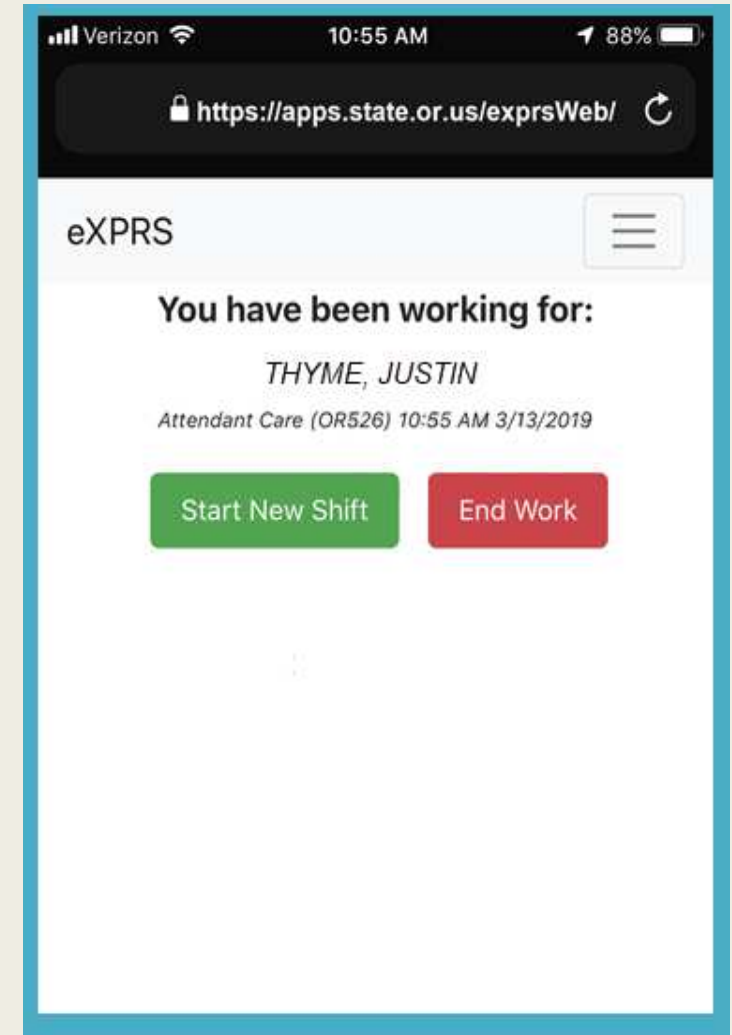 Verizon 10:55 AM 88%
https://apps.state.or.us/exprsWeb/
eXPRS
You have been working for:
THYME, JUSTIN
Attendant Care (OR526) 10:55 AM 3/13/2019
Start New Shift End Work